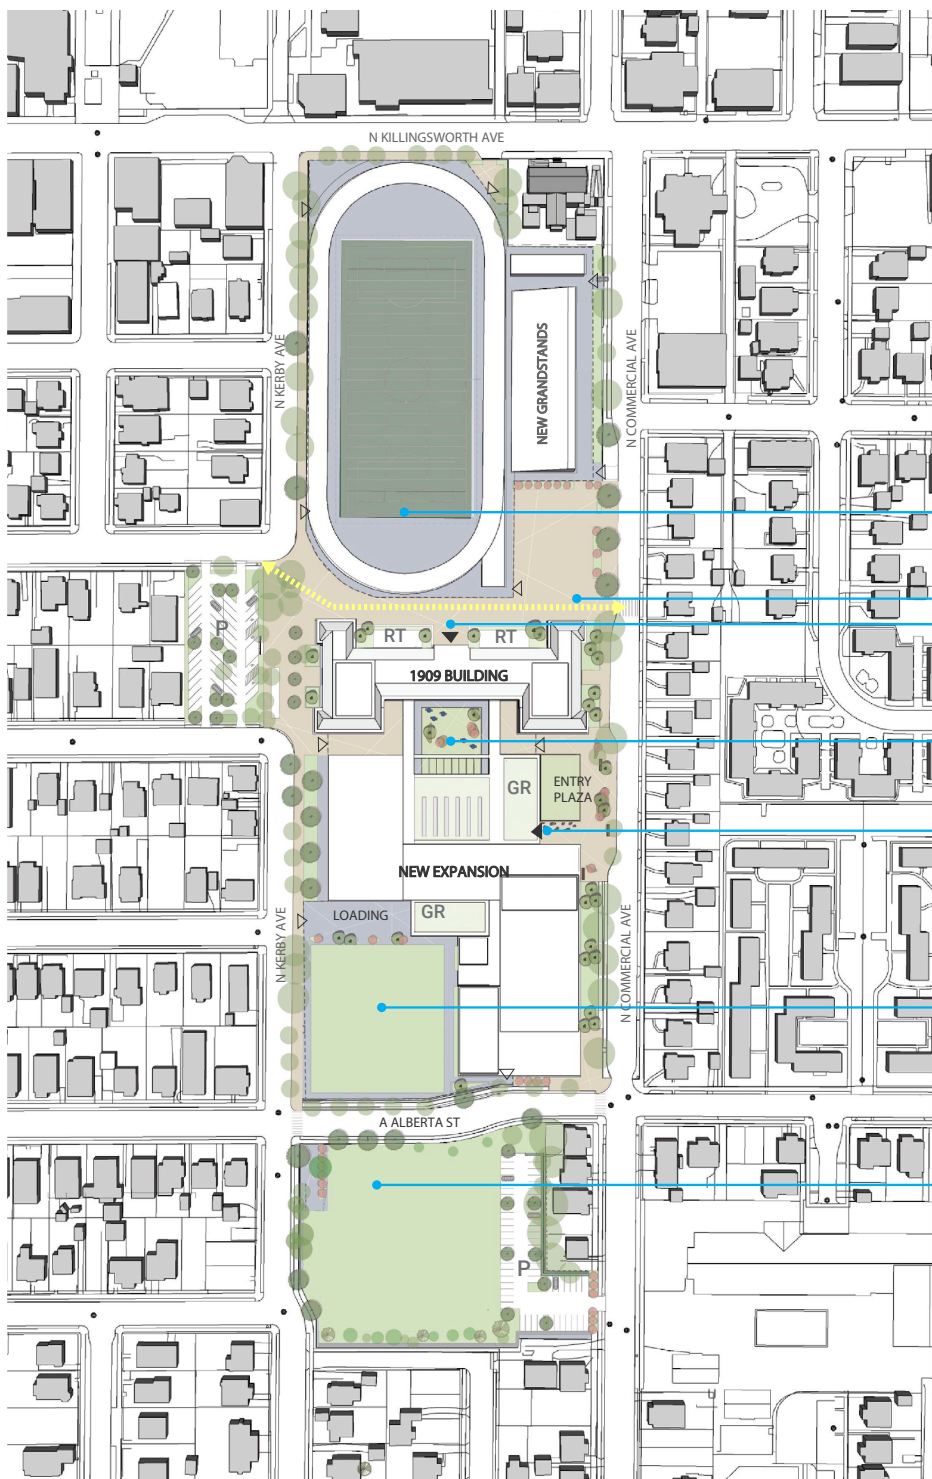 N KILLINGSWORTH AVE
N KERBY AVE
NEW GRANDSTANDS
N COMMERCIAL AVE
P
RT
RT
1909 BUILDING
GR
ENTRY
PLAZA
NEW EXPANSION
GR
LOADING
N KERBY AVE
N COMMERCIAL AVE
A ALBERTA ST
P